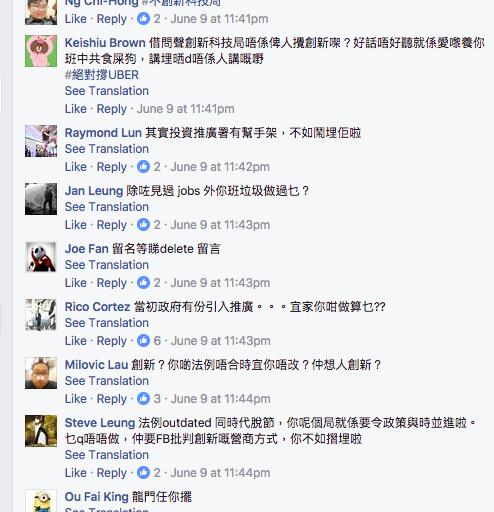 Ng Chi-Hong #不創新科技局
Like · Reply · 2 · June 9 at 11:41pm
Keishiu Brown 借問聲創新科技局唔係俾人攪創新㗎？好話唔好聽就係愛嚟養你
班中共食屎狗，講埋晒d唔係人講嘅嘢
#絕對撐UBER
See Translation
Like · Reply · June 9 at 11:41pm
Raymond Lun 其實投資推廣署有幫手架，不如鬧埋佢啦
See Translation
Like · Reply · 2 · June 9 at 11:42pm
Jan Leung 除咗見過 jobs 外你班垃圾做過乜？
See Translation
Like · Reply · 2 · June 9 at 11:43pm
Joe Fan 留名等睇delete 留言
See Translation
Like · Reply · 2 · June 9 at 11:43pm
Rico Cortez 當初政府有份引入推廣。。。宜家你咁做算乜??
See Translation
Like · Reply · 6 · June 9 at 11:43pm
Milovic Lau 創新？你啲法例唔合時宜你唔改？仲想人創新？
See Translation
Like · Reply · 3 · June 9 at 11:44pm
Steve Leung 法例outdated 同時代脫節，你呢個局就係要令政策與時並進啦。
乜q唔唔做，仲要FB批判創新嘅營商方式，你不如摺埋啦
See Translation
Like · Reply · 2 · June 9 at 11:44pm
Ou Fai King 龍門任你擺
See Translation